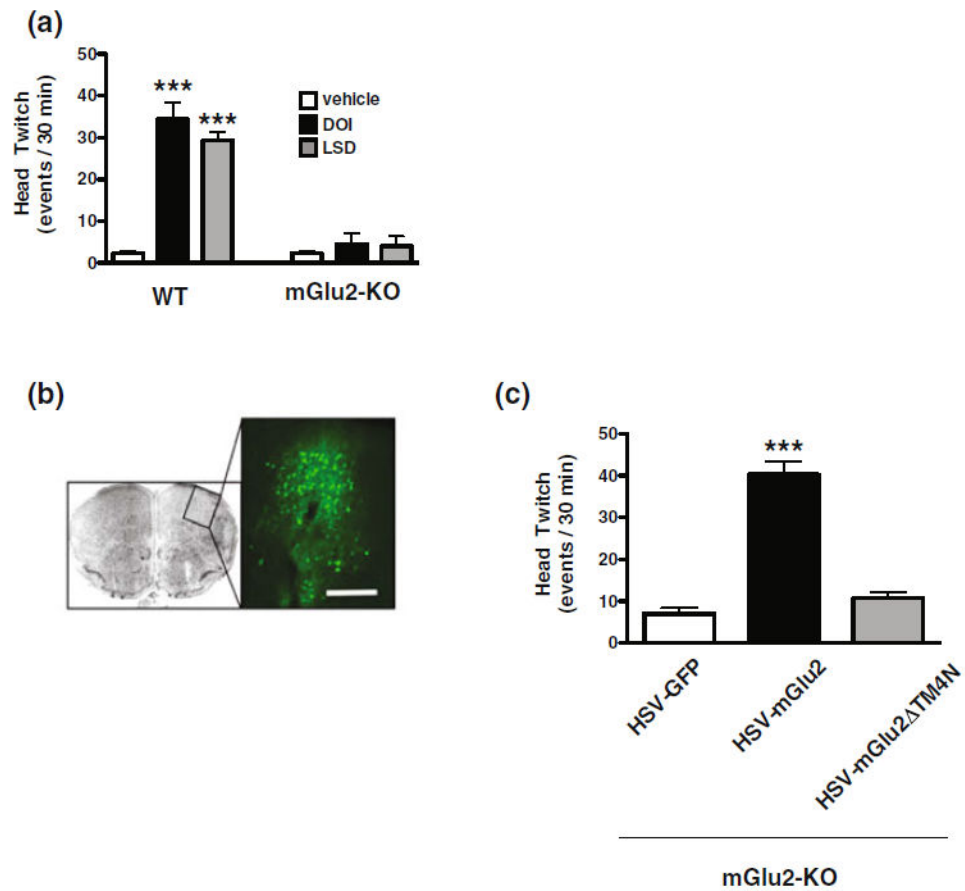 (a)
Head Twitch
(events / 30 min)
50
40
30
20
10
0
***
***
vehicle
DOI
LSD
WT
mGlu2-KO
(b)
(c)
Head Twitch
(events / 30 min)
50
40
30
20
10
0
***
HSV-GFP
HSV-mGlu2
HSV-mGlu2ΔTM4N
mGlu2-KO